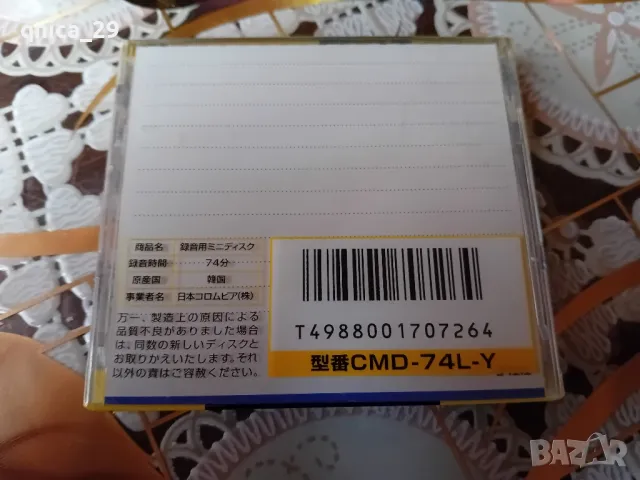 qnica_29
商品名 録音用ミニディスク
録音時間 74分
原産国 韓国
事業者名 日本コロムビア(株)
万一、製造上の原因による
品質不良がありました場合
は、同数の新しいディスクと
お取りかえいたします。それ
以外の責はご容赦ください。
T4988001707264
型番CMD-74L-Y
bazar